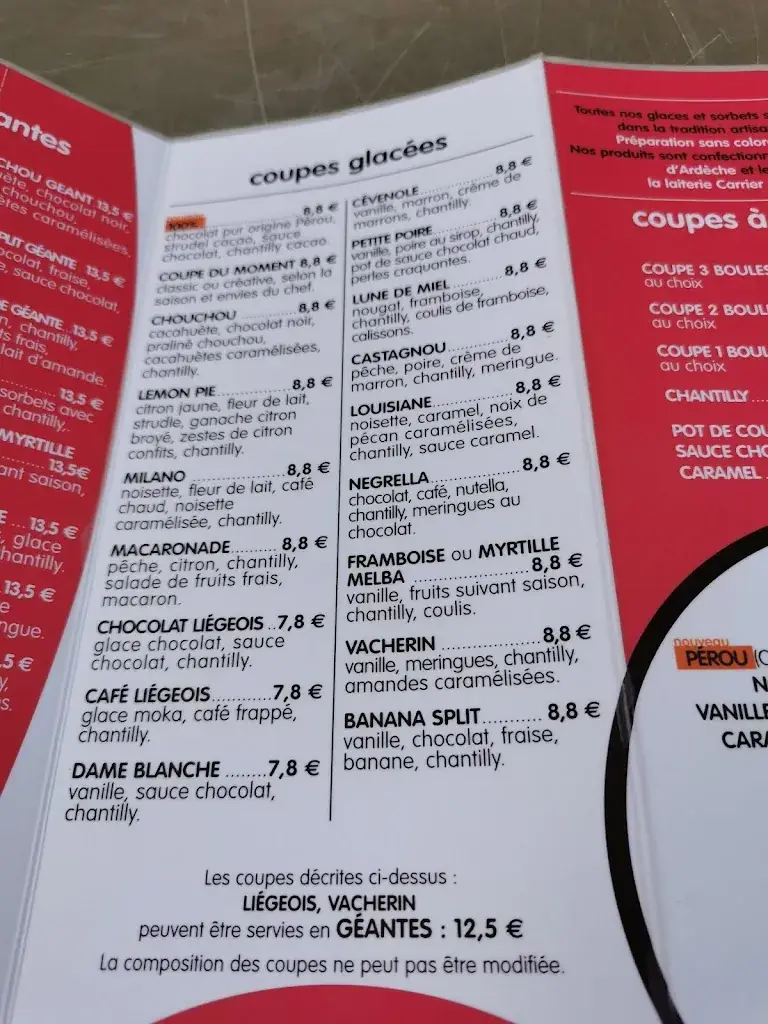 antes
CHOU GEANT 13,5 €
chocolat noir,
chouchou,
caramélisées,
SPLIT GÉANTE 13,5 €
chocolat, fraise,
sauce chocolat,
GÉANTE.. 13,5 €
chantilly,
frais,
lait d'amande.
13,5 €
sorbets avec
chantilly.
MYRTILLE
13,5€
suivant saison,
13,5 €
glace
chantilly.
13,5 €
coupes glacées
100%
8,8 €
chocolat pur origine Pérou,
strudel cacao, sauce
chocolat, chantilly cacao
COUPE DU MOMENT 8,8 €
classic ou créative, selon la
saison et envies du chef.
CHOUCHOU ............ 8,8 €
cacahuète, chocolat noir,
praliné chouchou,
cacahuètes caramélisées,
chantilly.
LEMON PIE ............ 8,8 €
citron jaune, fleur de lait,
strudle, ganache citron
broyé, zestes de citron
confits, chantilly.
MILANO ............ 8,8 €
noisette, fleur de lait, café
chaud, noisette
caramélisée, chantilly.
MACARONADE......... 8,8 €
pêche, citron, chantilly,
salade de fruits frais,
macaron.
CHOCOLAT LIÉGEOIS ..7,8 €
glace chocolat, sauce
chocolat, chantilly.
CAFÉ LIÉGEOIS..........7,8 €
glace moka, café frappé,
chantilly.
DAME BLANCHE ........7,8 €
vanille, sauce chocolat,
chantilly.
CÉVENOLE............ 8,8 €
vanille, marron, crème de
marrons, chantilly.
PETITE POIRE............ 8,8 €
vanille, poire au sirop, chantilly,
pot de sauce chocolat chaud,
perles craquantes.
LUNE DE MIEL ............ 8,8 €
nougat, framboise,
chantilly, coulis de framboise,
calissons.
CASTAGNOU ............ 8,8 €
pêche, poire, crème de
marron, chantilly, meringue.
LOUISIANE ............ 8,8 €
noisette, caramel, noix de
pécan caramélisées,
chantilly, sauce caramel.
NEGRELLA............ 8,8 €
chocolat, café, nutella,
chantilly, meringues au
chocolat.
FRAMBOISE OU MYRTILLE
MELBA ............ 8,8 €
vanille, fruits suivant saison,
chantilly, coulis.
VACHERIN ............8,8 €
vanille, meringues, chantilly,
amandes caramélisées.
BANANA SPLIT.......... 8,8 €
vanille, chocolat, fraise,
banane, chantilly.
Les coupes décrites ci-dessus :
LIÉGEOIS, VACHERIN
peuvent être servies en GÉANTES : 12,5 €
La composition des coupes ne peut pas être modifiée.
Toutes nos glaces et sorbets s
dans la tradition artisa
Préparation sans color
Nos produits sont confectionn
d'Ardèche et le
la laiterie Carrier
coupes à
COUPE 3 BOULES
au choix
COUPE 2 BOUL
au choix
COUPE 1 BOUL
au choix
CHANTILLY....
POT DE COU
SAUCE CHO
CARAMEL ..
nouveau
PÉROU (C
N
VANILLE
CARA